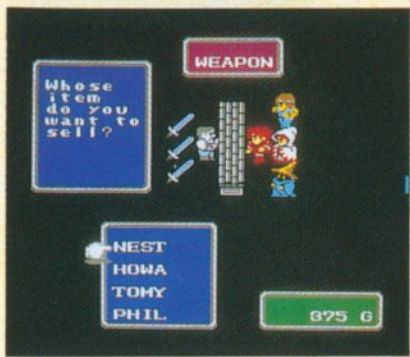 WEAPON
Whose
item
do you
want to
sell?
NEST
HOWA
TOMY
PHIL
375 G